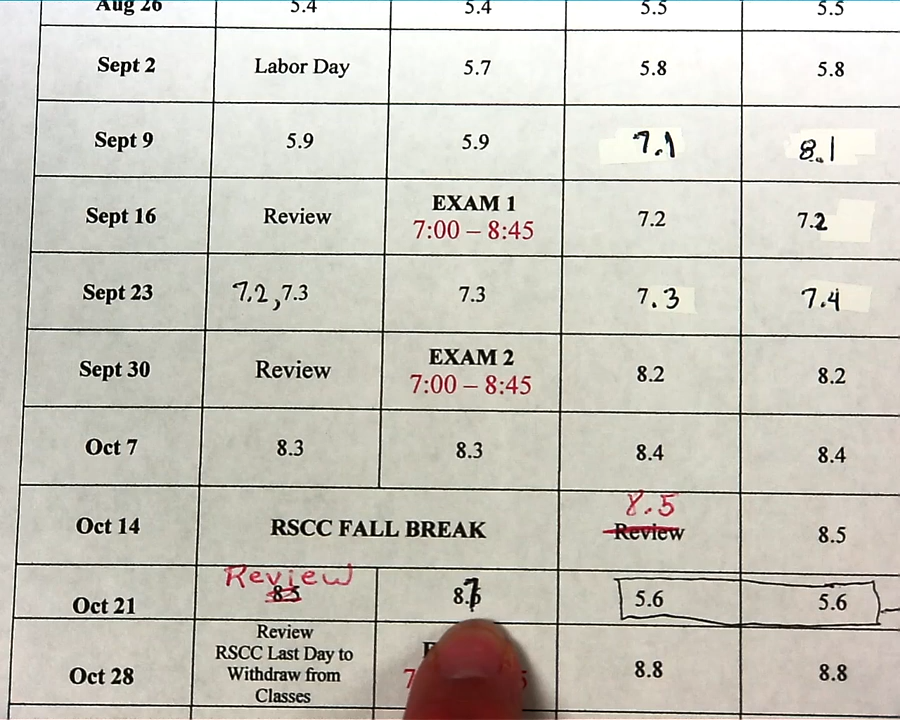 Aug 26 5.4 5.4 5.5 5.5
Sept 2 Labor Day 5.7 5.8 5.8
Sept 9 5.9 5.9 7.1 8.1
Sept 16 Review EXAM 1 7.2 7.2
7:00 – 8:45
Sept 23 7.2, 7.3 7.3 7.3 7.4
Sept 30 Review EXAM 2 8.2 8.2
7:00 – 8:45
Oct 7 8.3 8.3 8.4 8.4
8.5
Oct 14 RSCC FALL BREAK Review 8.5
Review
Oct 21 8.5 8.7 5.6 5.6
Review
RSCC Last Day to
Oct 28 Withdraw from 8.8 8.8
Classes